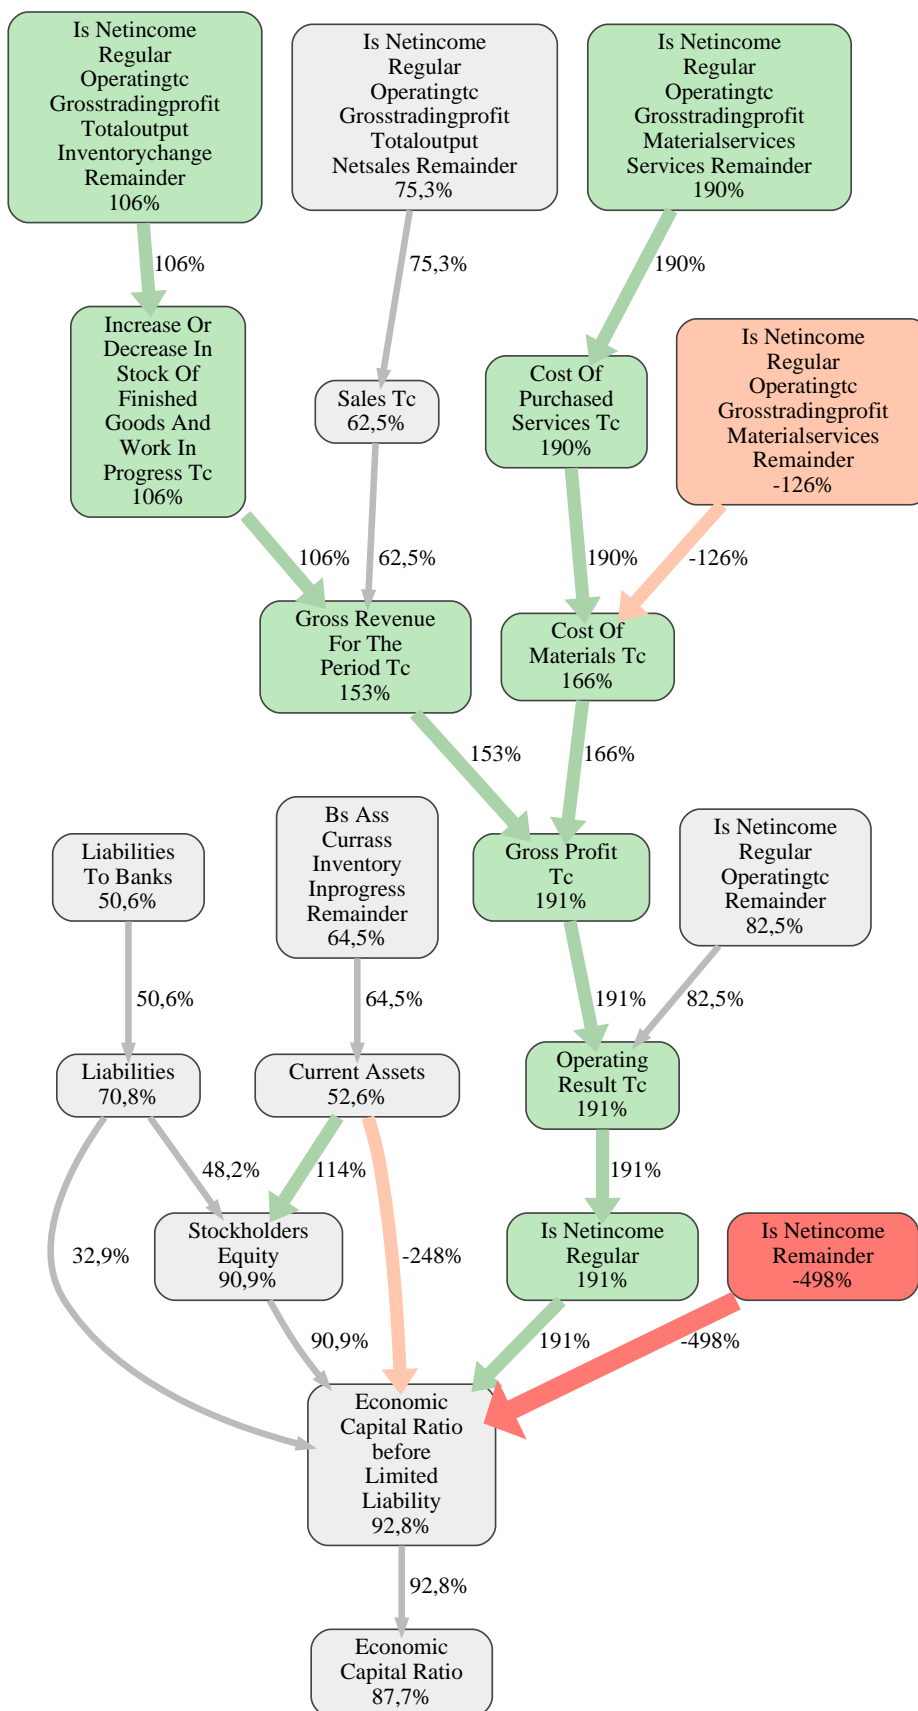 Is Netincome
Regular
Operatingtc
Grosstradingprofit
Totaloutput
Inventorychange
Remainder
106%
Is Netincome
Regular
Operatingtc
Grosstradingprofit
Totaloutput
Netsales Remainder
75,3%
Is Netincome
Regular
Operatingtc
Grosstradingprofit
Materialservices
Services Remainder
190%
106%
75,3%
190%
Increase Or
Decrease In
Stock Of
Finished
Goods And
Work In
Progress Tc
106%
Sales Tc
62,5%
Cost Of
Purchased
Services Tc
190%
Is Netincome
Regular
Operatingtc
Grosstradingprofit
Materialservices
Remainder
-126%
106%
62,5%
190%
-126%
Gross Revenue
For The
Period Tc
153%
Cost Of
Materials Tc
166%
153%
166%
Liabilities
To Banks
50,6%
Bs Ass
Currass
Inventory
Inprogress
Remainder
64,5%
Gross Profit
Tc
191%
Is Netincome
Regular
Operatingtc
Remainder
82,5%
50,6%
64,5%
191%
82,5%
Liabilities
70,8%
Current Assets
52,6%
Operating
Result Tc
191%
48,2%
114%
191%
Stockholders
Equity
90,9%
Is Netincome
Regular
191%
Is Netincome
Remainder
-498%
32,9%
-248%
90,9%
191%
-498%
Economic
Capital Ratio
before
Limited
Liability
92,8%
92,8%
Economic
Capital Ratio
87,7%